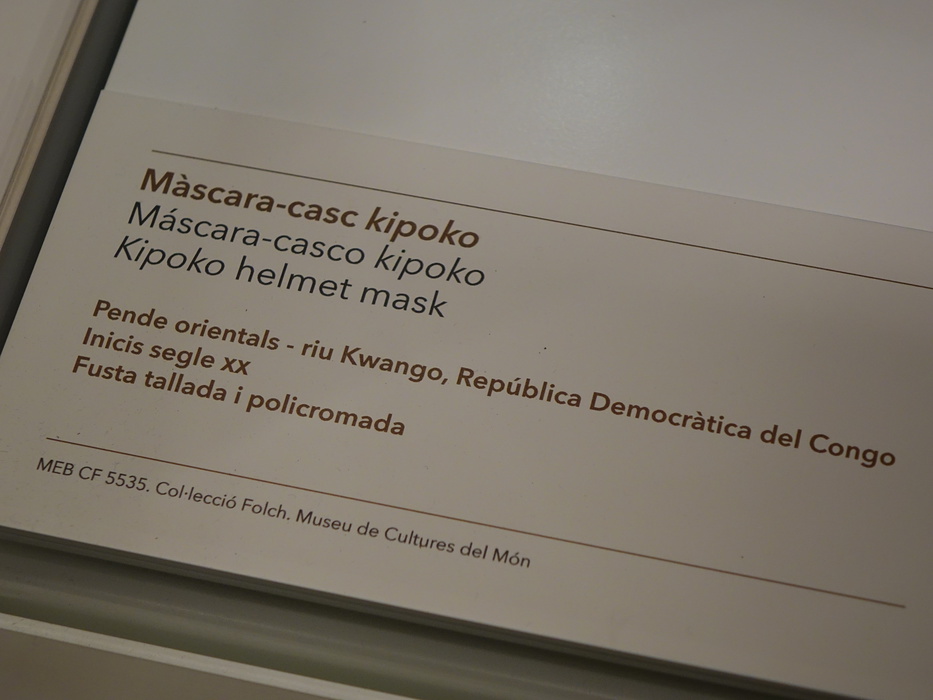 Màscara-casc kipoko
Máscara-casco kipoko
Kipoko helmet mask
Pende orientals - riu Kwango, República Democràtica del Congo
Inicis segle XX
Fusta tallada i policromada
MEB CF 5535. Col·lecció Folch. Museu de Cultures del Món